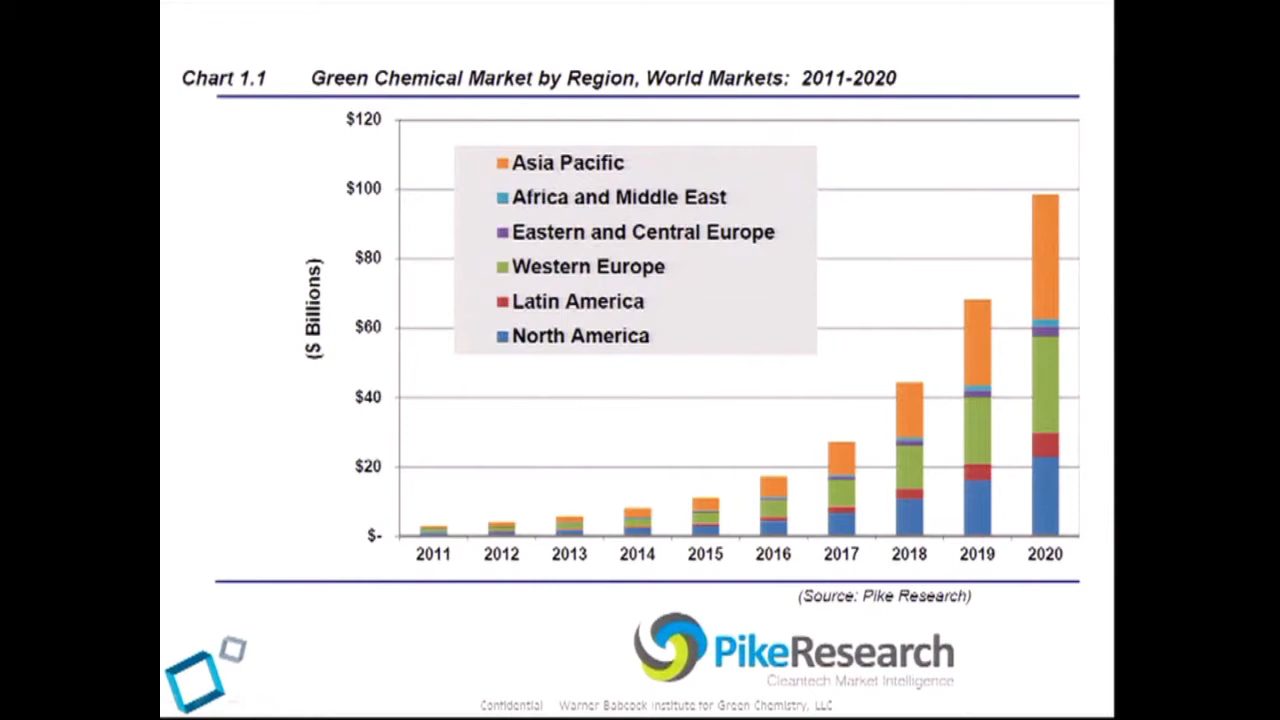 Chart 1.1 Green Chemical Market by Region, World Markets: 2011-2020
$120
$100
$80
$60
$40
$20
$-
($ Billions)
Asia Pacific
Africa and Middle East
Eastern and Central Europe
Western Europe
Latin America
North America
2011 2012 2013 2014 2015 2016 2017 2018 2019 2020
(Source: Pike Research)
PikeResearch
Cleantech Market Intelligence
Confidential Warner Babcock Institute for Green Chemistry, LLC